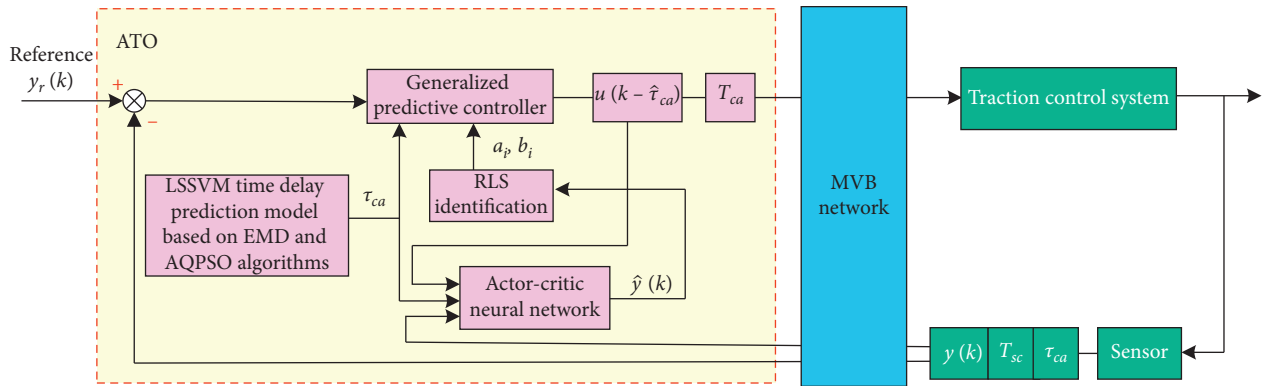 ATO
Reference
y_r (k)
+
−
Generalized
predictive controller
u (k – τ̂_ca)
T_ca
Traction control system
a_i, b_i
LSSVM time delay
prediction model
based on EMD and
AQPSO algorithms
τ_ca
RLS
identification
MVB
network
Actor-critic
neural network
ŷ (k)
y (k)
T_sc
τ_ca
Sensor